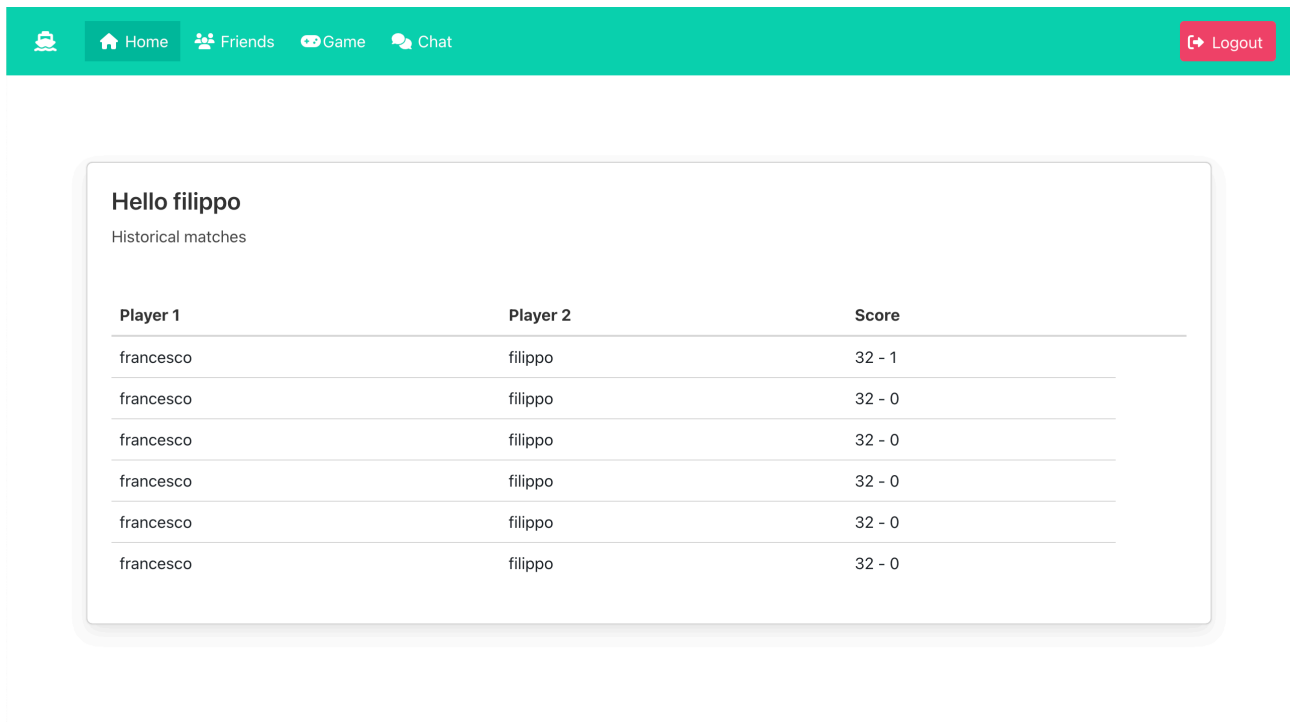 Home Friends Game Chat Logout
Hello filippo
Historical matches
Player 1 Player 2 Score
francesco filippo 32 - 1
francesco filippo 32 - 0
francesco filippo 32 - 0
francesco filippo 32 - 0
francesco filippo 32 - 0
francesco filippo 32 - 0